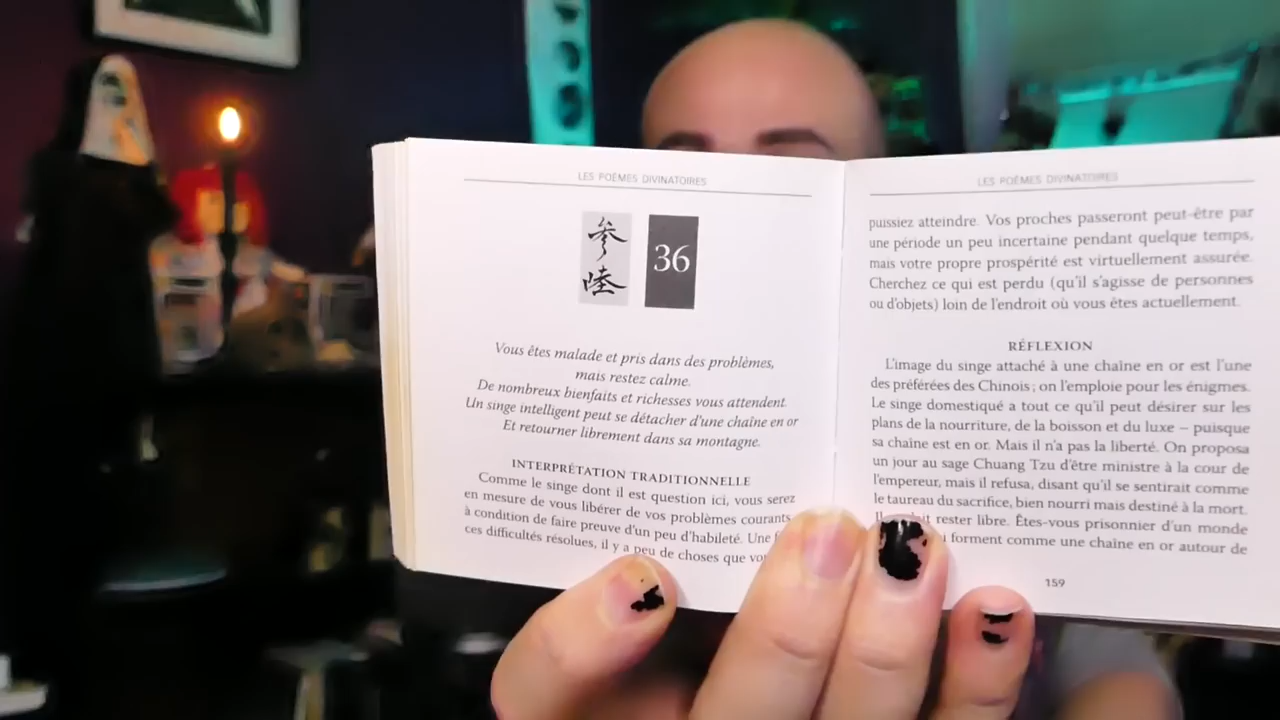 LES POÈMES DIVINATOIRES
参
陸
36
Vous êtes malade et pris dans des problèmes,
mais restez calme.
De nombreux bienfaits et richesses vous attendent.
Un singe intelligent peut se détacher d'une chaîne en or
Et retourner librement dans sa montagne.
INTERPRÉTATION TRADITIONNELLE
Comme le singe dont il est question ici, vous serez
en mesure de vous libérer de vos problèmes courants,
à condition de faire preuve d'un peu d'habileté. Une
ces difficultés résolues, il y a peu de choses que
LES POÈMES DIVINATOIRES
puissiez atteindre. Vos proches passeront peut-être par
une période un peu incertaine pendant quelque temps,
mais votre propre prospérité est virtuellement assurée.
Cherchez ce qui est perdu (qu'il s'agisse de personnes
ou d'objets) loin de l'endroit où vous êtes actuellement.
RÉFLEXION
L'image du singe attaché à une chaîne en or est l'une
des préférées des Chinois ; on l'emploie pour les énigmes.
Le singe domestiqué a tout ce qu'il peut désirer sur les
plans de la nourriture, de la boisson et du luxe – puisque
sa chaîne est en or. Mais il n'a pas la liberté. On proposa
un jour au sage Chuang Tzu d'être ministre à la cour de
l'empereur, mais il refusa, disant qu'il se sentirait comme
le taureau du sacrifice, bien nourri mais destiné à la mort.
Il rester libre. Êtes-vous prisonnier d'un monde
forment comme une chaîne en or autour de
159